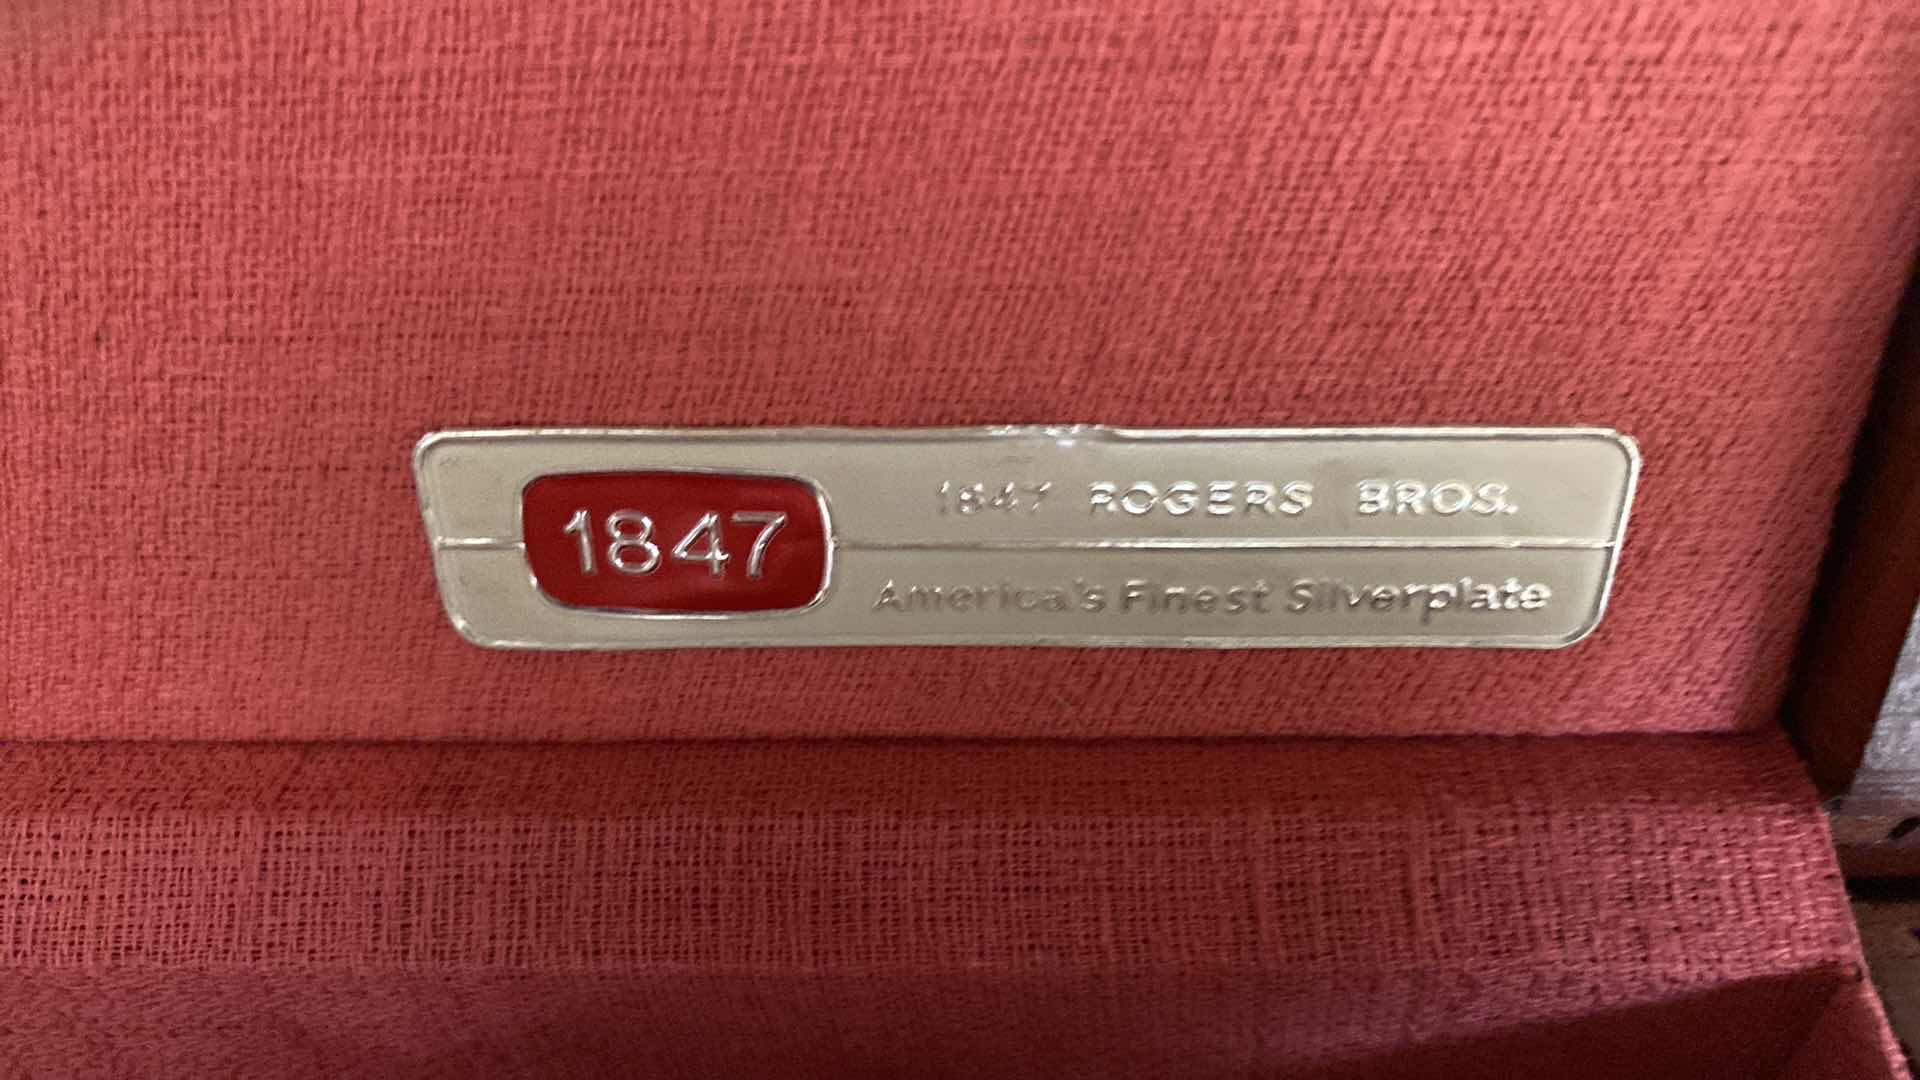 1847
1847 ROGERS BROS.
America's Finest Silverplate